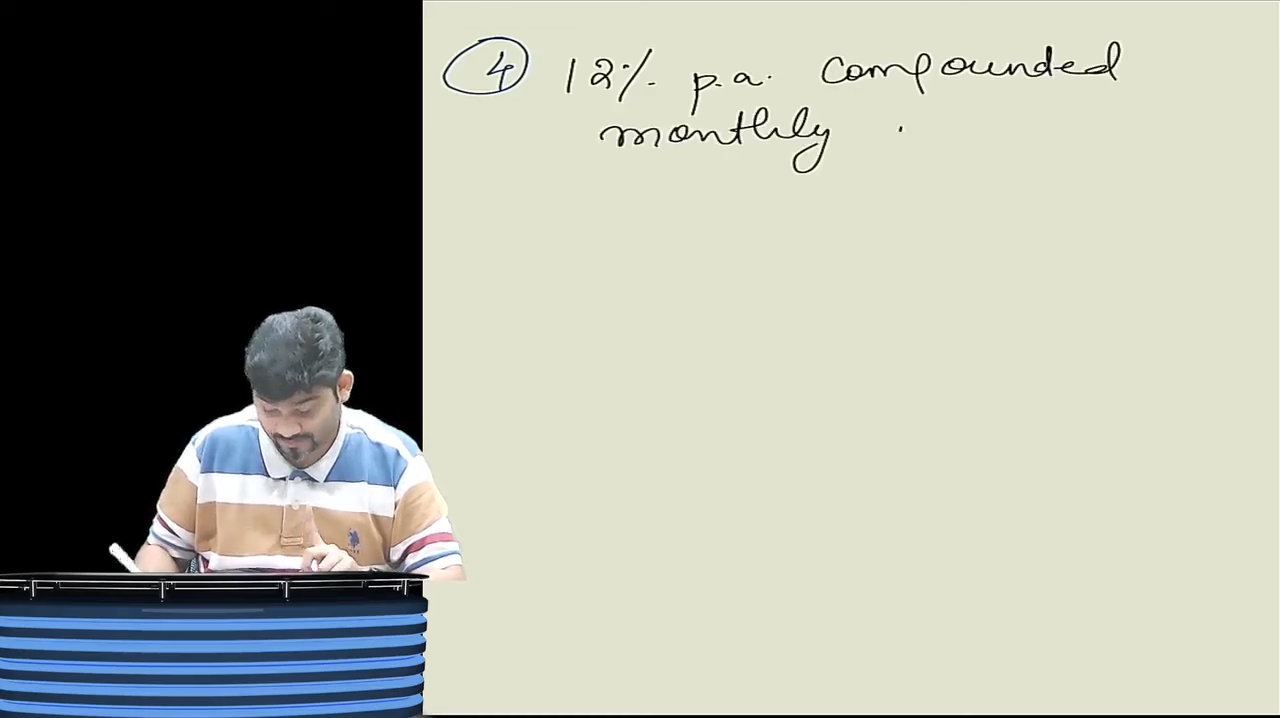 ④ 12% p.a. compounded
monthly .